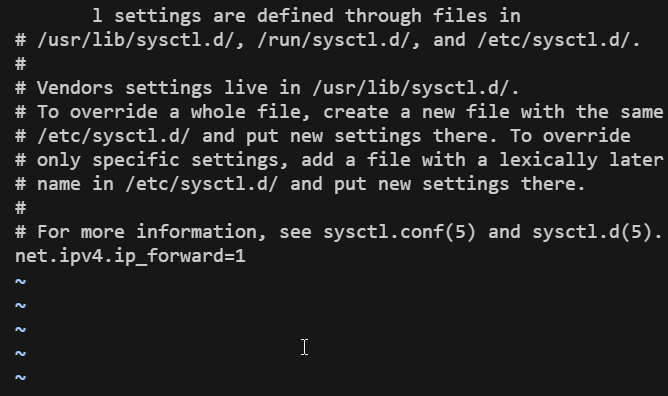 l settings are defined through files in
# /usr/lib/sysctl.d/, /run/sysctl.d/, and /etc/sysctl.d/.
#
# Vendors settings live in /usr/lib/sysctl.d/.
# To override a whole file, create a new file with the same
# /etc/sysctl.d/ and put new settings there. To override
# only specific settings, add a file with a lexically later
# name in /etc/sysctl.d/ and put new settings there.
#
# For more information, see sysctl.conf(5) and sysctl.d(5).
net.ipv4.ip_forward=1
~
~
~
~
~